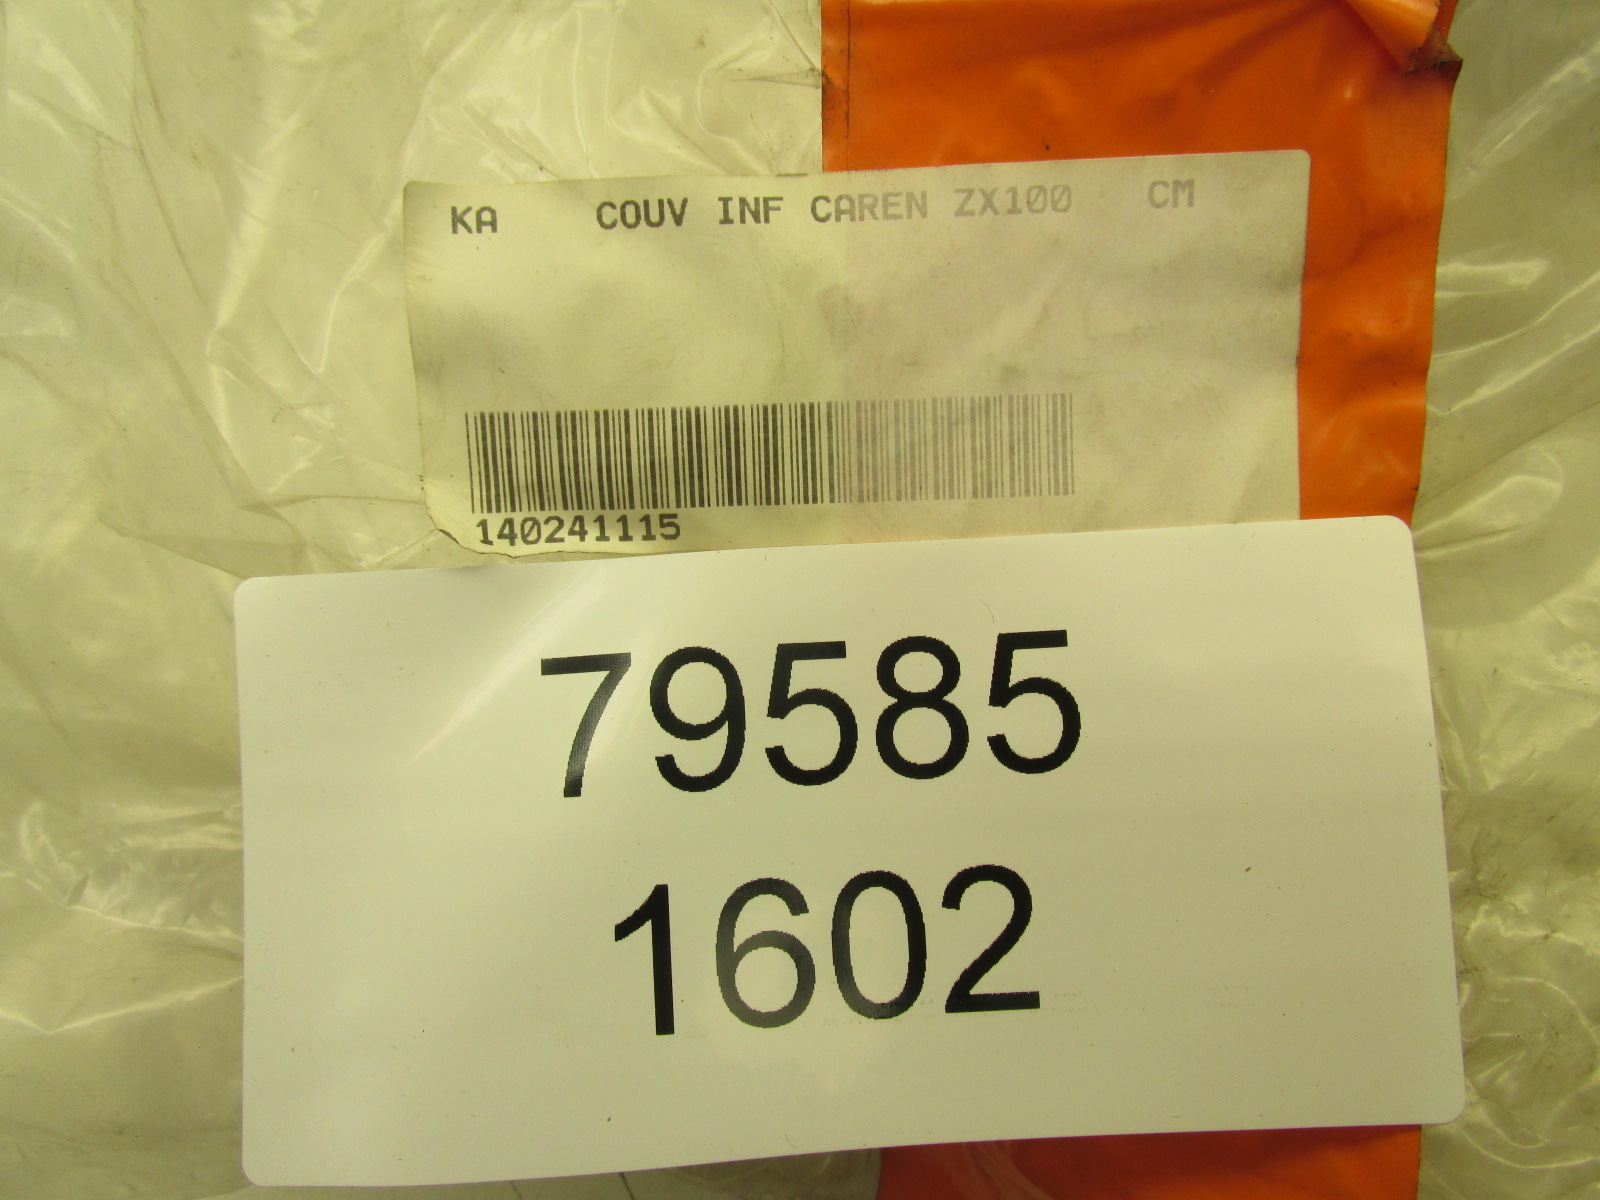 KA COUV INF CAREN ZX100 CM
140241115
79585
1602